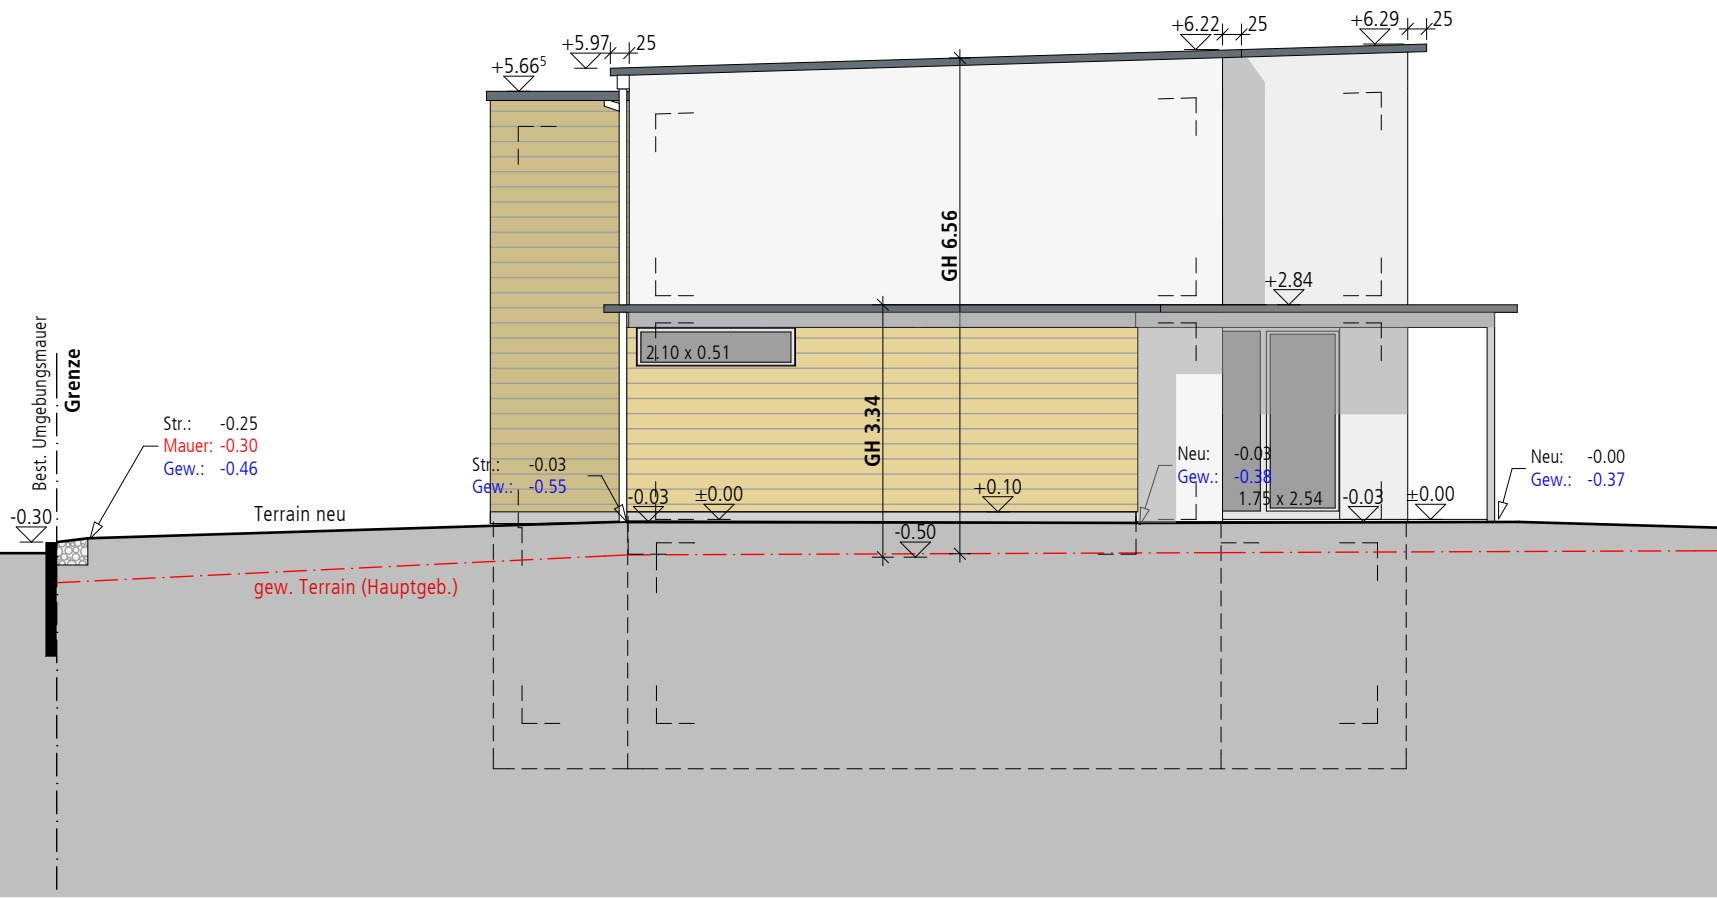 +6.22
25
+6.29
25
+5.97
25
+5.66⁵
GH 6.56
+2.84
Best. Umgebungsmauer
Grenze
2.10 x 0.51
GH 3.34
Str.: -0.25
Mauer: -0.30
Gew.: -0.46
Str.: -0.03
Gew.: -0.55
Neu: -0.03
Gew.: -0.38
Neu: -0.00
Gew.: -0.37
-0.30
Terrain neu
-0.03
±0.00
+0.10
1.75 x 2.54
-0.03
±0.00
-0.50
gew. Terrain (Hauptgeb.)